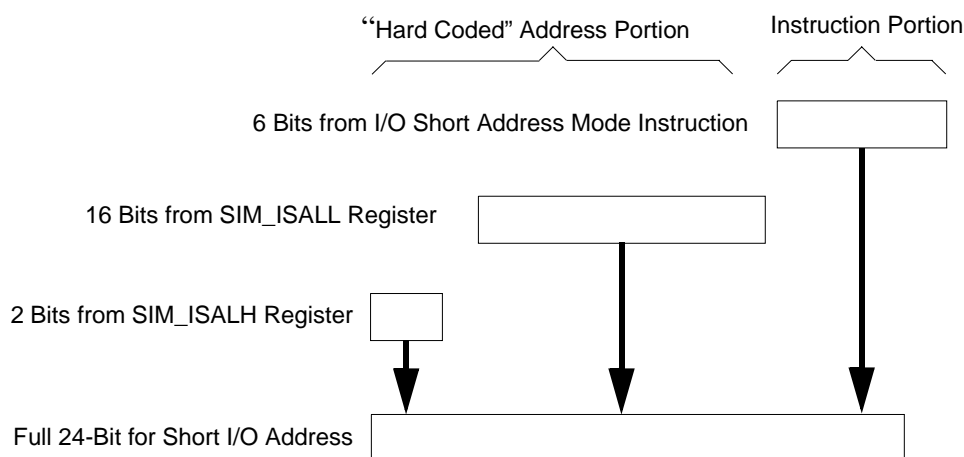 “Hard Coded” Address Portion
Instruction Portion
6 Bits from I/O Short Address Mode Instruction
16 Bits from SIM_ISALL Register
2 Bits from SIM_ISALH Register
Full 24-Bit for Short I/O Address